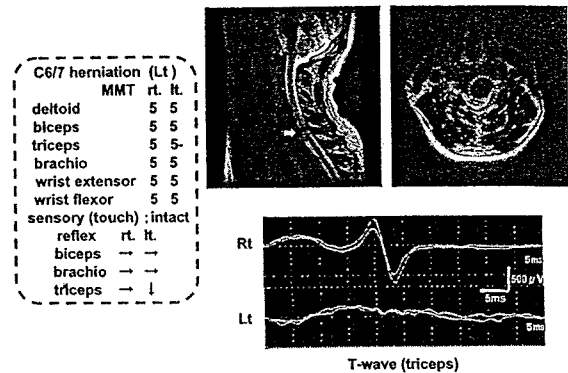 C6/7 herniation (Lt)
MMT rt. lt.
deltoid 5 5
biceps 5 5
triceps 5 5-
brachio 5 5
wrist extensor 5 5
wrist flexor 5 5
sensory (touch) ; intact
reflex rt. lt.
biceps → →
brachio → →
triceps → ↓
Rt
5ms
500μV
5ms
Lt
5ms
T-wave (triceps)